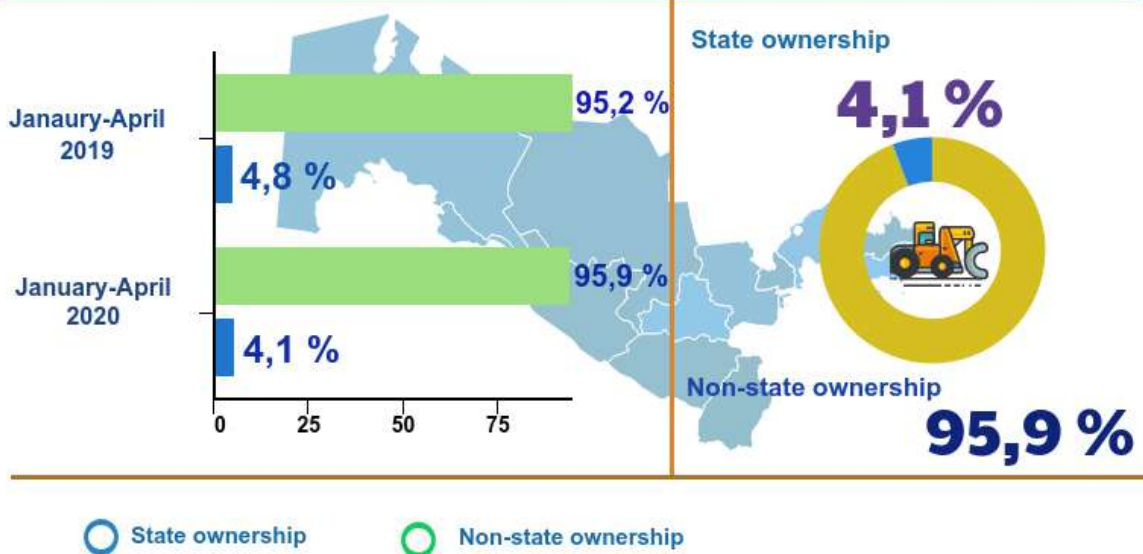 Janaury-April
2019
95,2 %
4,8 %
January-April
2020
95,9 %
4,1 %
0 25 50 75
State ownership
4,1 %
Non-state ownership
95,9 %
State ownership
Non-state ownership